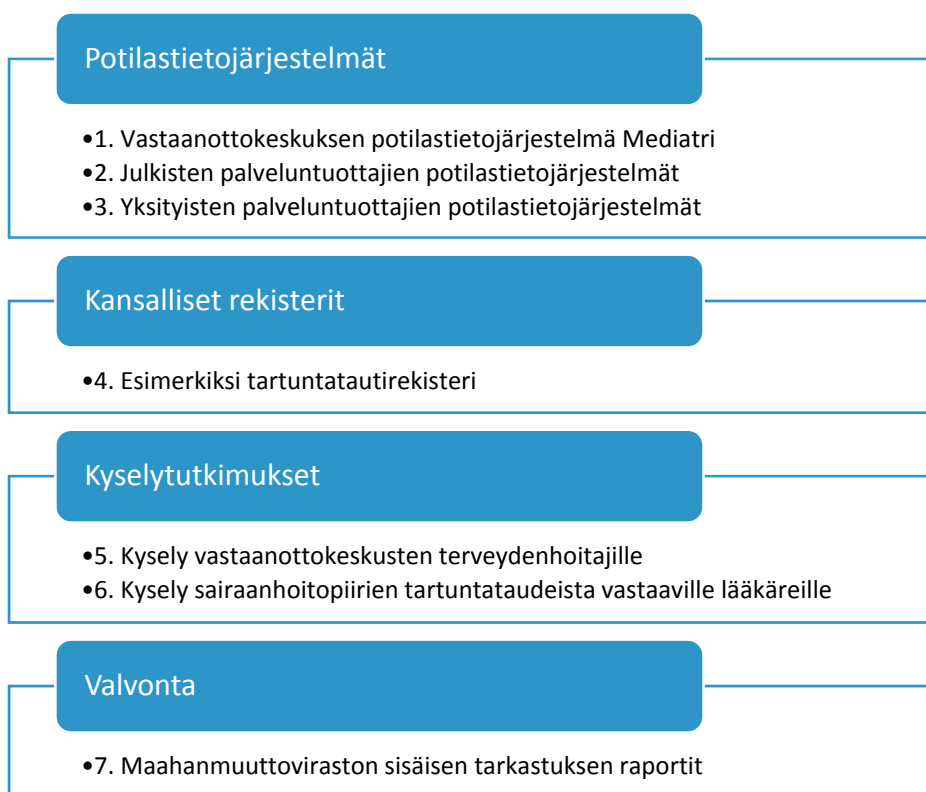 Potilastietojärjestelmät
•1. Vastaanottokeskuksen potilastietojärjestelmä Mediatri
•2. Julkisten palveluntuottajien potilastietojärjestelmät
•3. Yksityisten palveluntuottajien potilastietojärjestelmät
Kansalliset rekisterit
•4. Esimerkiksi tartuntatautirekisteri
Kyselytutkimukset
•5. Kysely vastaanottokeskusten terveydenhoitajille
•6. Kysely sairaanhoitopiirien tartuntataudeista vastaaville lääkäreille
Valvonta
•7. Maahanmuuttoviraston sisäisen tarkastuksen raportit